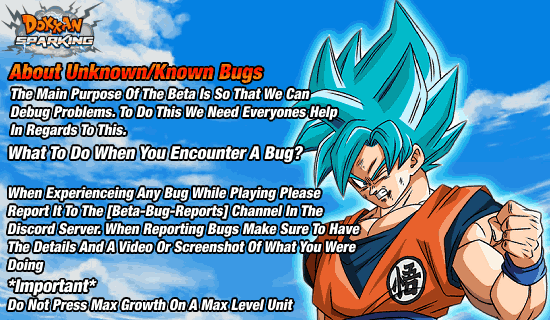 DOKKAN
SPARKING
About Unknown/Known Bugs
The Main Purpose Of The Beta Is So That We Can
Debug Problems. To Do This We Need Everyones Help
In Regards To This.
What To Do When You Encounter A Bug?
When Experienceing Any Bug While Playing Please
Report It To The [Beta-Bug-Reports] Channel In The
Discord Server. When Reporting Bugs Make Sure To Have
The Details And A Video Or Screenshot Of What You Were
Doing
*Important*
Do Not Press Max Growth On A Max Level Unit
悟